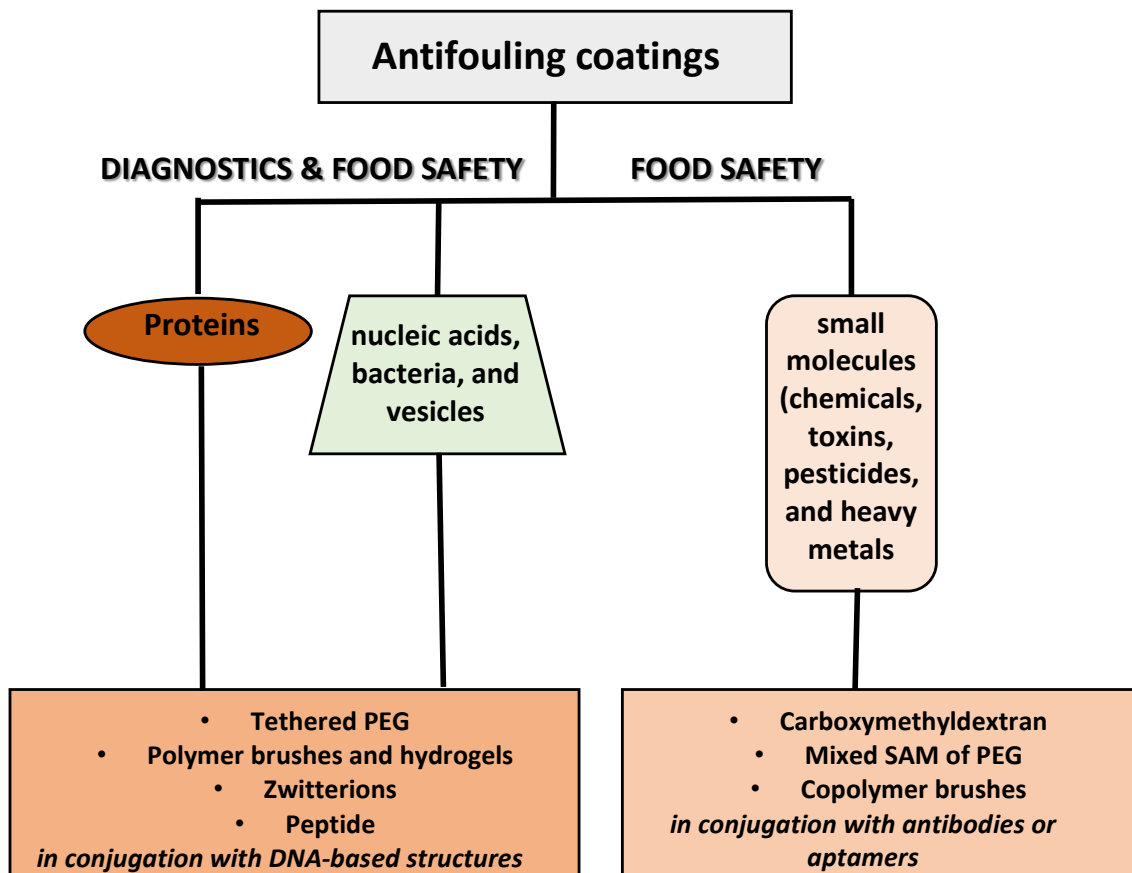 Antifouling coatings
DIAGNOSTICS & FOOD SAFETY
FOOD SAFETY
Proteins
nucleic acids,
bacteria, and
vesicles
small
molecules
(chemicals,
toxins,
pesticides,
and heavy
metals
• Tethered PEG
• Polymer brushes and hydrogels
• Zwitterions
• Peptide
in conjugation with DNA-based structures
• Carboxymethyldextran
• Mixed SAM of PEG
• Copolymer brushes
in conjugation with antibodies or
aptamers